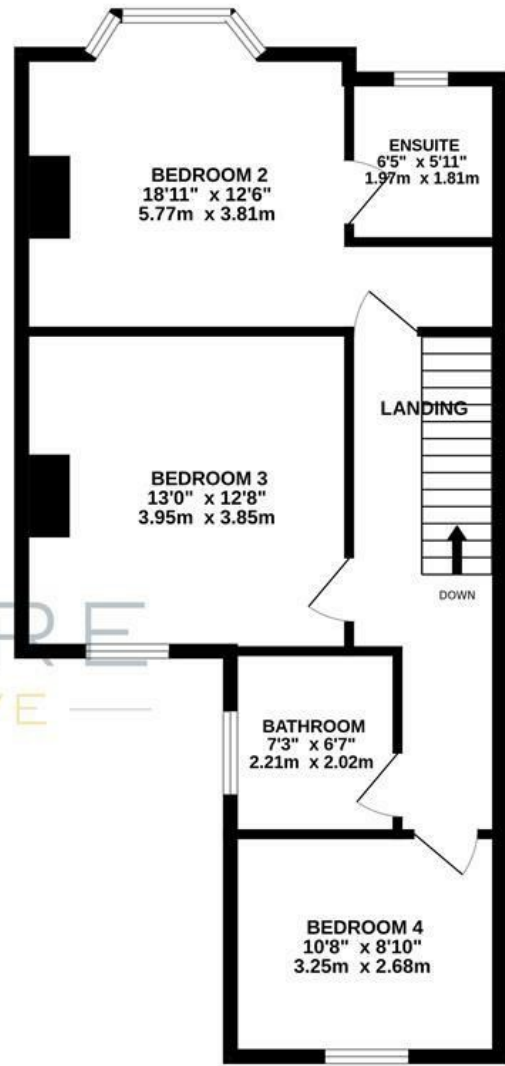 BEDROOM 2
18'11" x 12'6"
5.77m x 3.81m
ENSUITE
6'5" x 5'11"
1.97m x 1.81m
LANDING
BEDROOM 3
13'0" x 12'8"
3.95m x 3.85m
DOWN
BATHROOM
7'3" x 6'7"
2.21m x 2.02m
BEDROOM 4
10'8" x 8'10"
3.25m x 2.68m